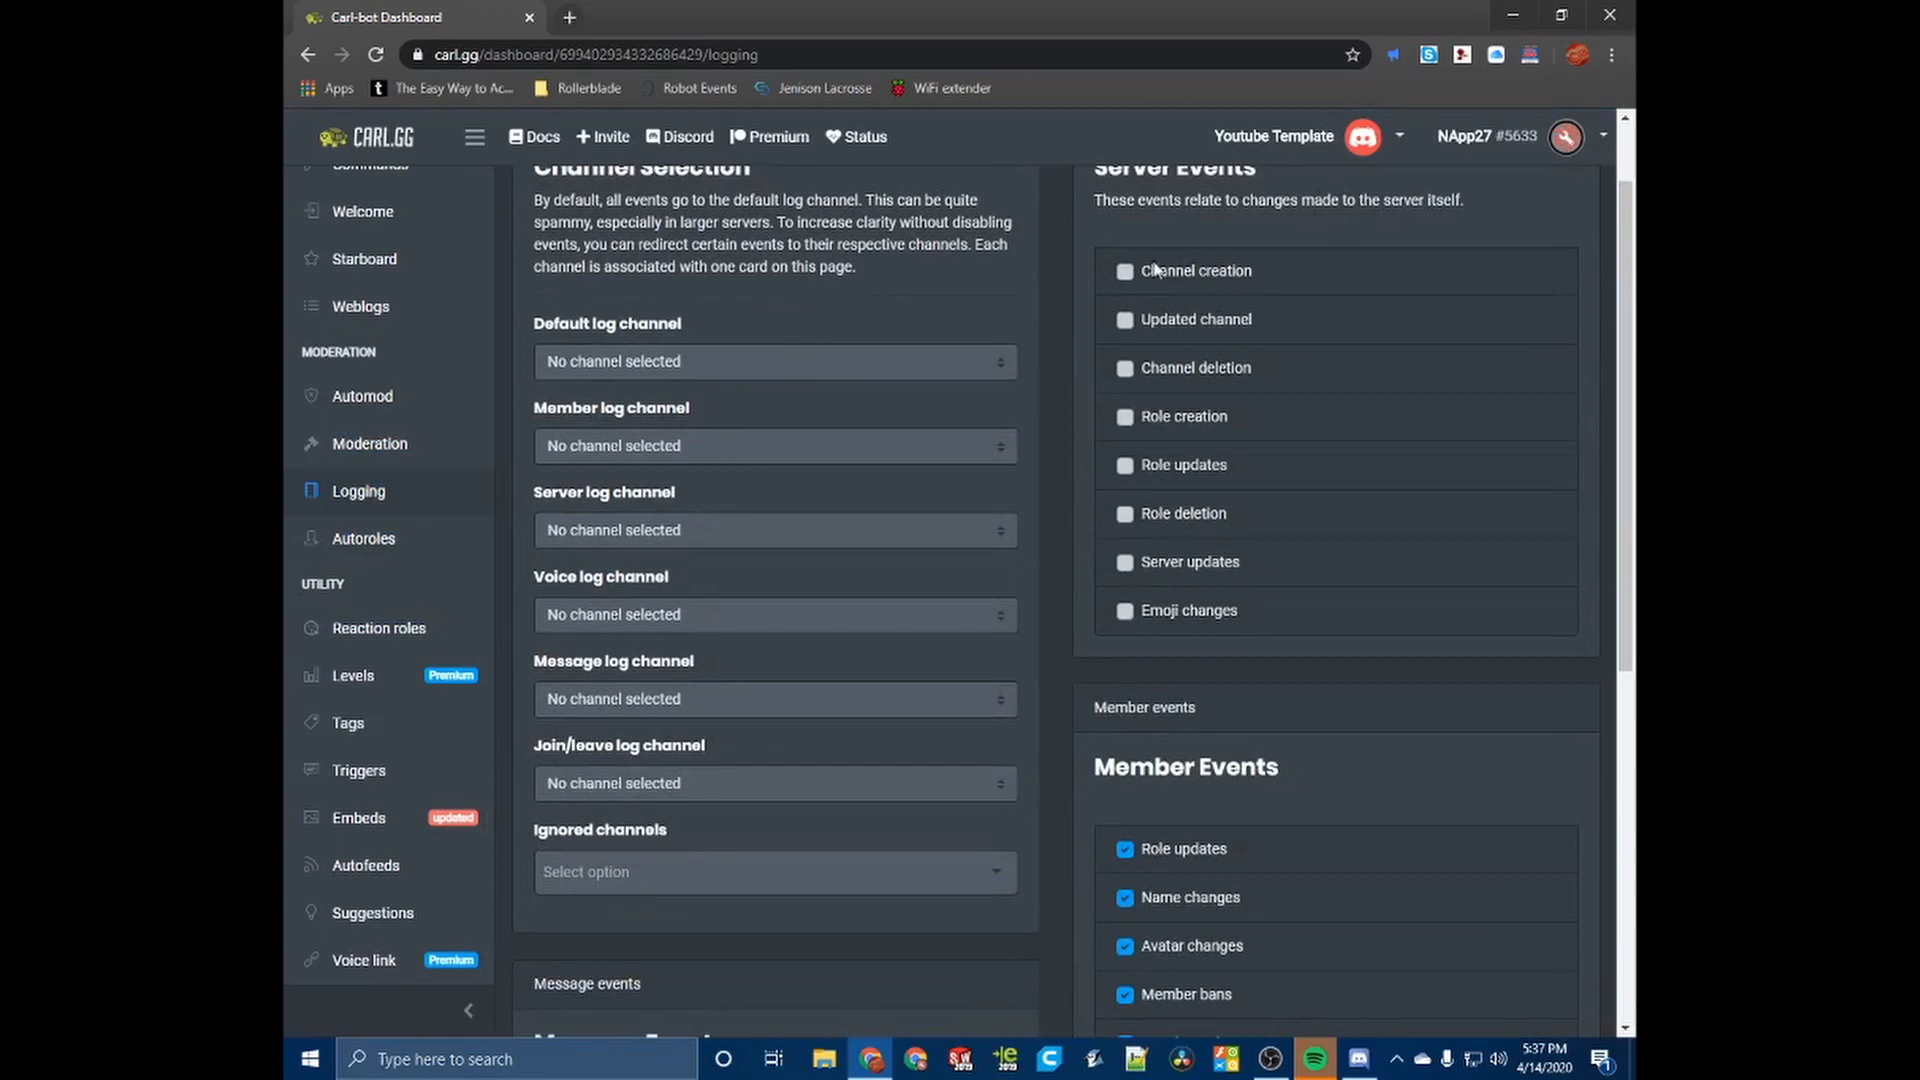 Carl-bot Dashboard
carl.gg/dashboard/699402934332686429/logging
Apps
t The Easy Way to Ac...
Rollerblade
Robot Events
Jenison Lacrosse
WiFi extender
CARL.GG
Docs
Invite
Discord
Premium
Status
Youtube Template
NApp27 #5633
Commands
Welcome
Starboard
Weblogs
MODERATION
Automod
Moderation
Logging
Autoroles
UTILITY
Reaction roles
Levels Premium
Tags
Triggers
Embeds updated
Autofeeds
Suggestions
Voice link Premium
Channel Selection
By default, all events go to the default log channel. This can be quite
spammy, especially in larger servers. To increase clarity without disabling
events, you can redirect certain events to their respective channels. Each
channel is associated with one card on this page.
Default log channel
No channel selected
Member log channel
No channel selected
Server log channel
No channel selected
Voice log channel
No channel selected
Message log channel
No channel selected
Join/leave log channel
No channel selected
Ignored channels
Select option
Message events
Server Events
These events relate to changes made to the server itself.
Channel creation
Updated channel
Channel deletion
Role creation
Role updates
Role deletion
Server updates
Emoji changes
Member events
Member Events
Role updates
Name changes
Avatar changes
Member bans
Type here to search
5:37 PM
4/14/2020